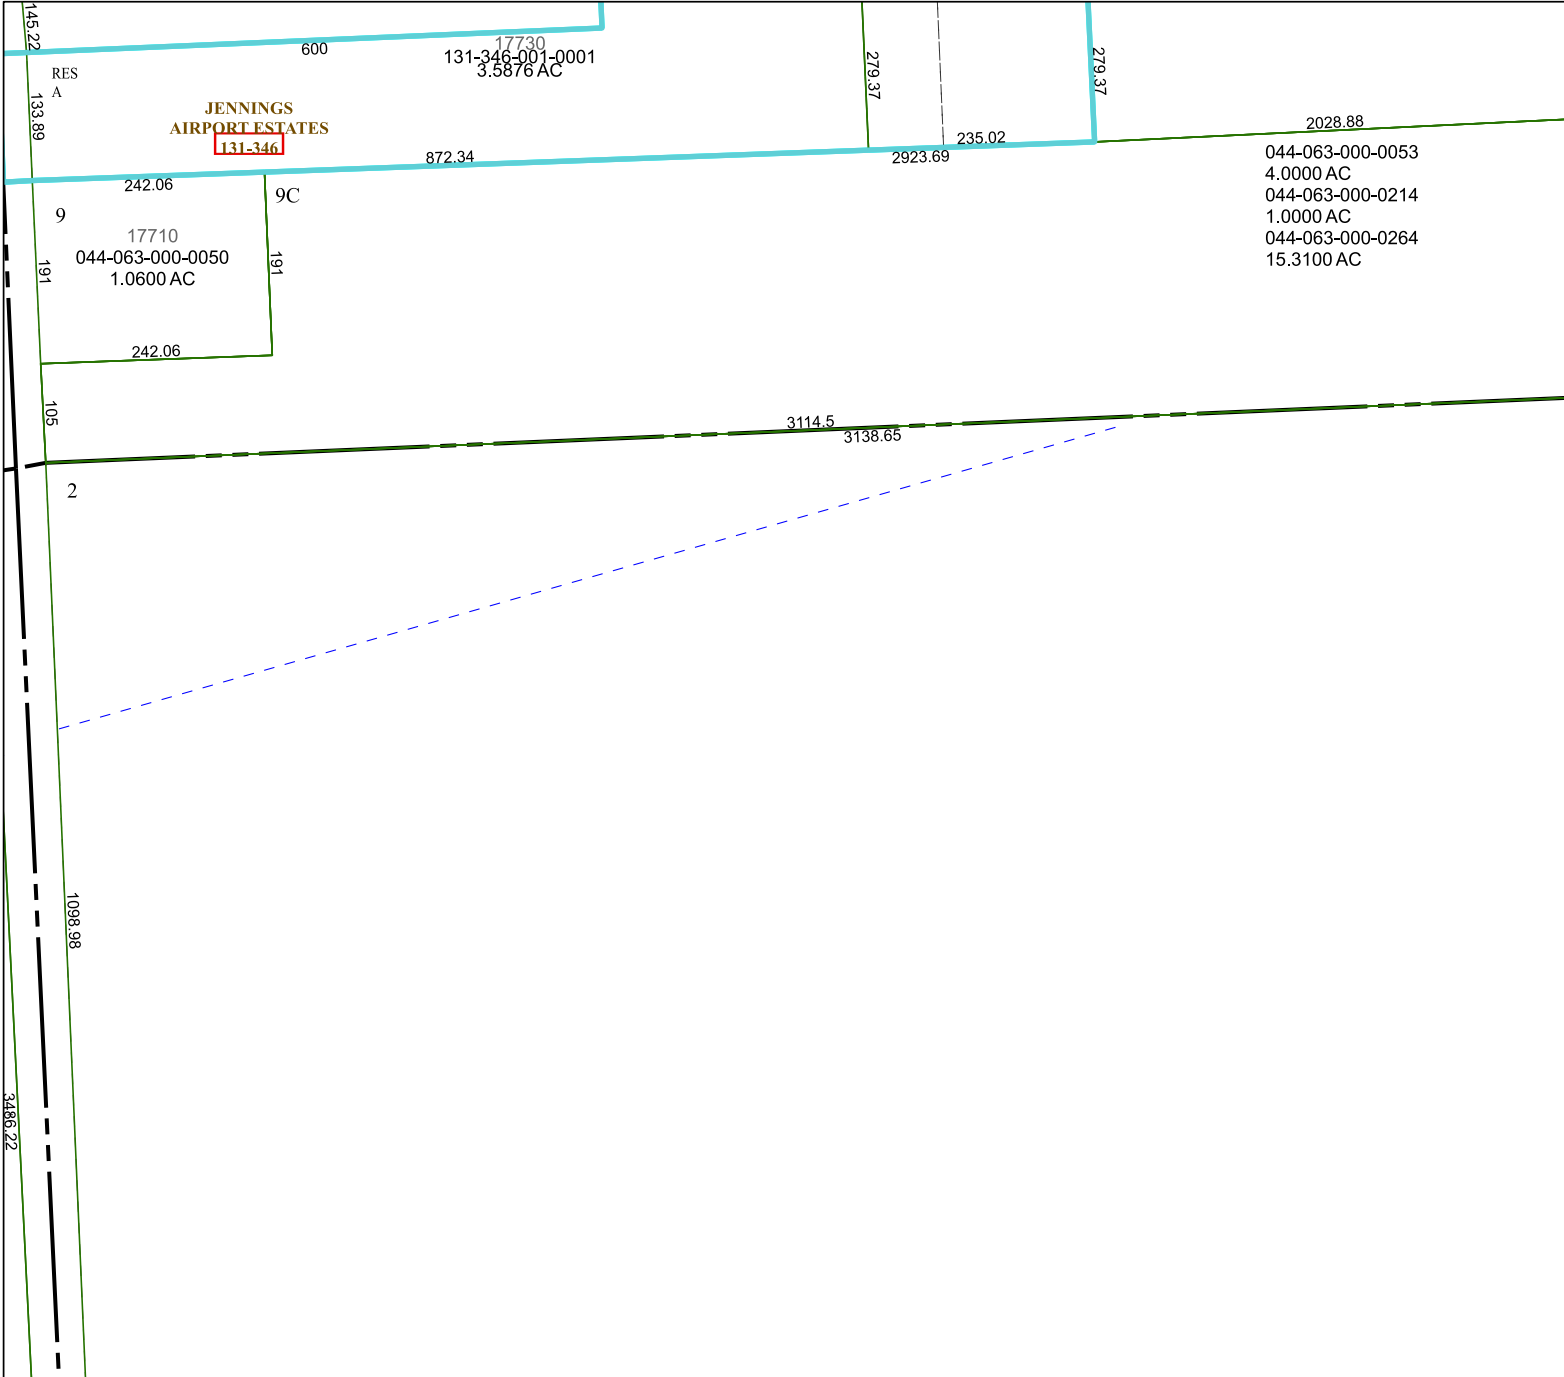 145.22
600
17730
131-346-001-0001
3.5876 AC
279.37
279.37
RES
A
133.89
JENNINGS
AIRPORT ESTATES
131-346
872.34
2923.69
235.02
2028.88
044-063-000-0053
4.0000 AC
044-063-000-0214
1.0000 AC
044-063-000-0264
15.3100 AC
242.06
9C
9
17710
044-063-000-0050
1.0600 AC
191
191
242.06
105
3114.5
3138.65
2
1098.98
3486.22